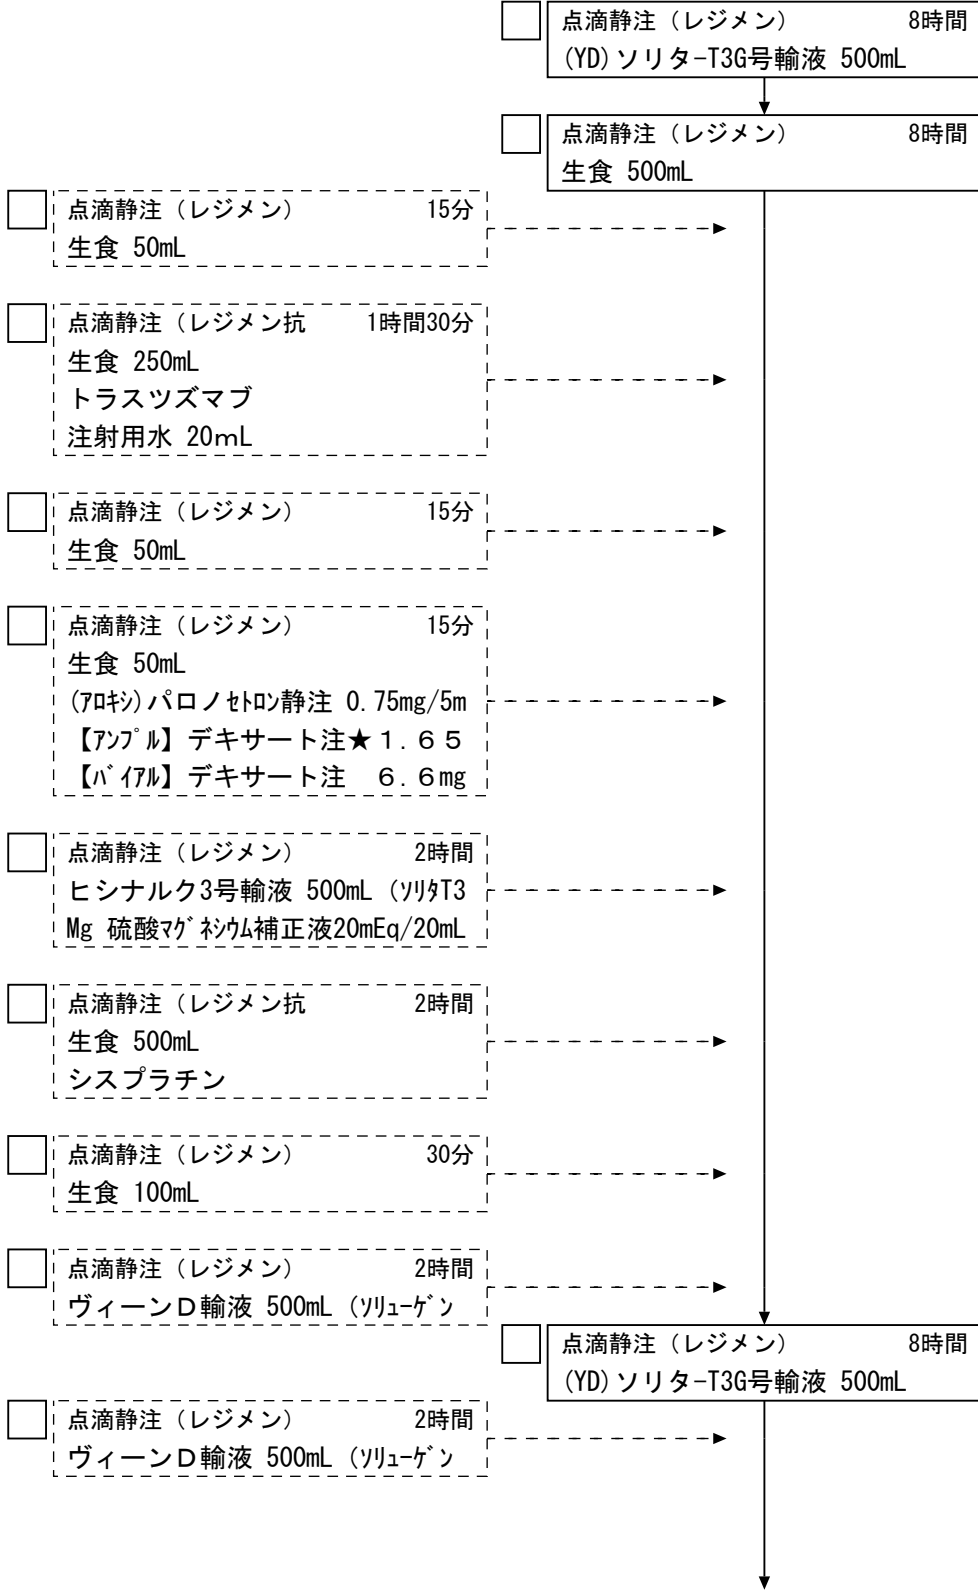 点滴静注（レジメン） 8時間
(YD)ソリタ-T3G号輸液 500mL
点滴静注（レジメン） 8時間
生食 500mL
点滴静注（レジメン） 15分
生食 50mL
点滴静注（レジメン抗 1時間30分
生食 250mL
トラスツズマブ
注射用水 20mL
点滴静注（レジメン） 15分
生食 50mL
点滴静注（レジメン） 15分
生食 50mL
(ｱﾛｷｼ)パロノｾﾄﾛﾝ静注 0.75mg/5m
【ｱﾝﾌﾟﾙ】デキサート注★１.６５
【ﾊﾞｲｱﾙ】デキサート注　６.６mg
点滴静注（レジメン） 2時間
ヒシナルク3号輸液 500mL（ｿﾘﾀT3
Mg 硫酸ﾏｸﾞﾈｼｳﾑ補正液20mEq/20mL
点滴静注（レジメン抗 2時間
生食 500mL
シスプラチン
点滴静注（レジメン） 30分
生食 100mL
点滴静注（レジメン） 2時間
ヴィーンＤ輸液 500mL（ｿﾘｭｰｹﾞﾝ
点滴静注（レジメン） 8時間
(YD)ソリタ-T3G号輸液 500mL
点滴静注（レジメン） 2時間
ヴィーンＤ輸液 500mL（ｿﾘｭｰｹﾞﾝ